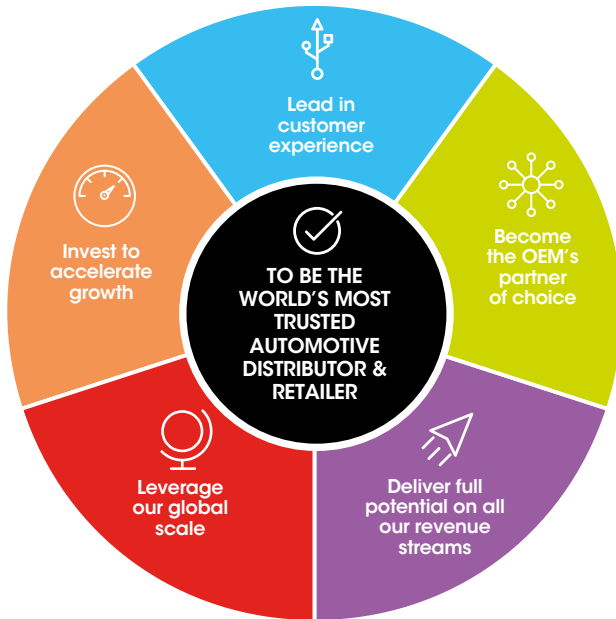 Lead in
customer
experience
Become
the OEM's
partner
of choice
Deliver full
potential on all
our revenue
streams
Leverage
our global
scale
Invest to
accelerate
growth
TO BE THE
WORLD'S MOST
TRUSTED
AUTOMOTIVE
DISTRIBUTOR &
RETAILER